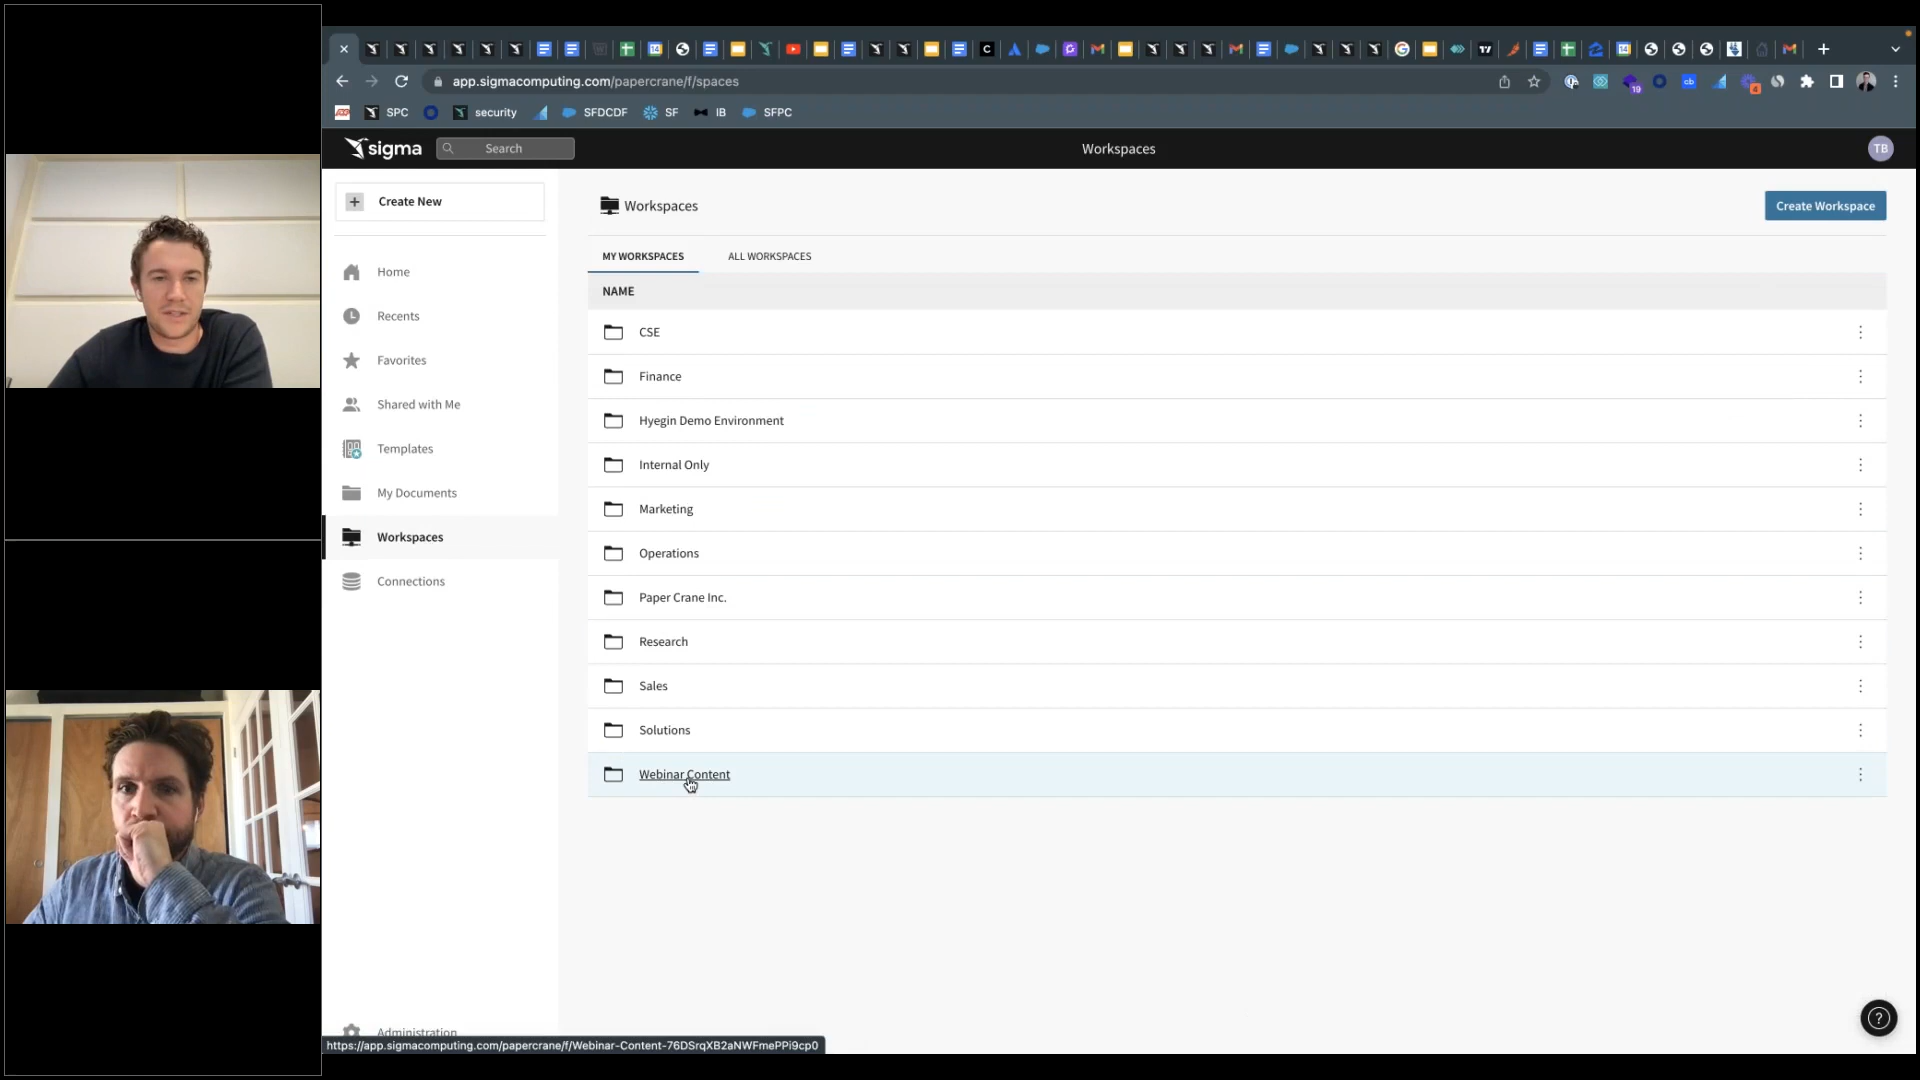 app.sigmacomputing.com/papercrane/f/spaces
19
4
SPC
security
SFDCDF
SF
IB
SFPC
sigma
Search
Workspaces
TB
Create New
Workspaces
Create Workspace
MY WORKSPACES
ALL WORKSPACES
Home
NAME
Recents
CSE
Favorites
Finance
Shared with Me
Hyegin Demo Environment
Templates
Internal Only
My Documents
Marketing
Workspaces
Operations
Connections
Paper Crane Inc.
Research
Sales
Solutions
Webinar Content
Administration
https://app.sigmacomputing.com/papercrane/f/Webinar-Content-76DSrqXB2aNWFmePPi9cp0